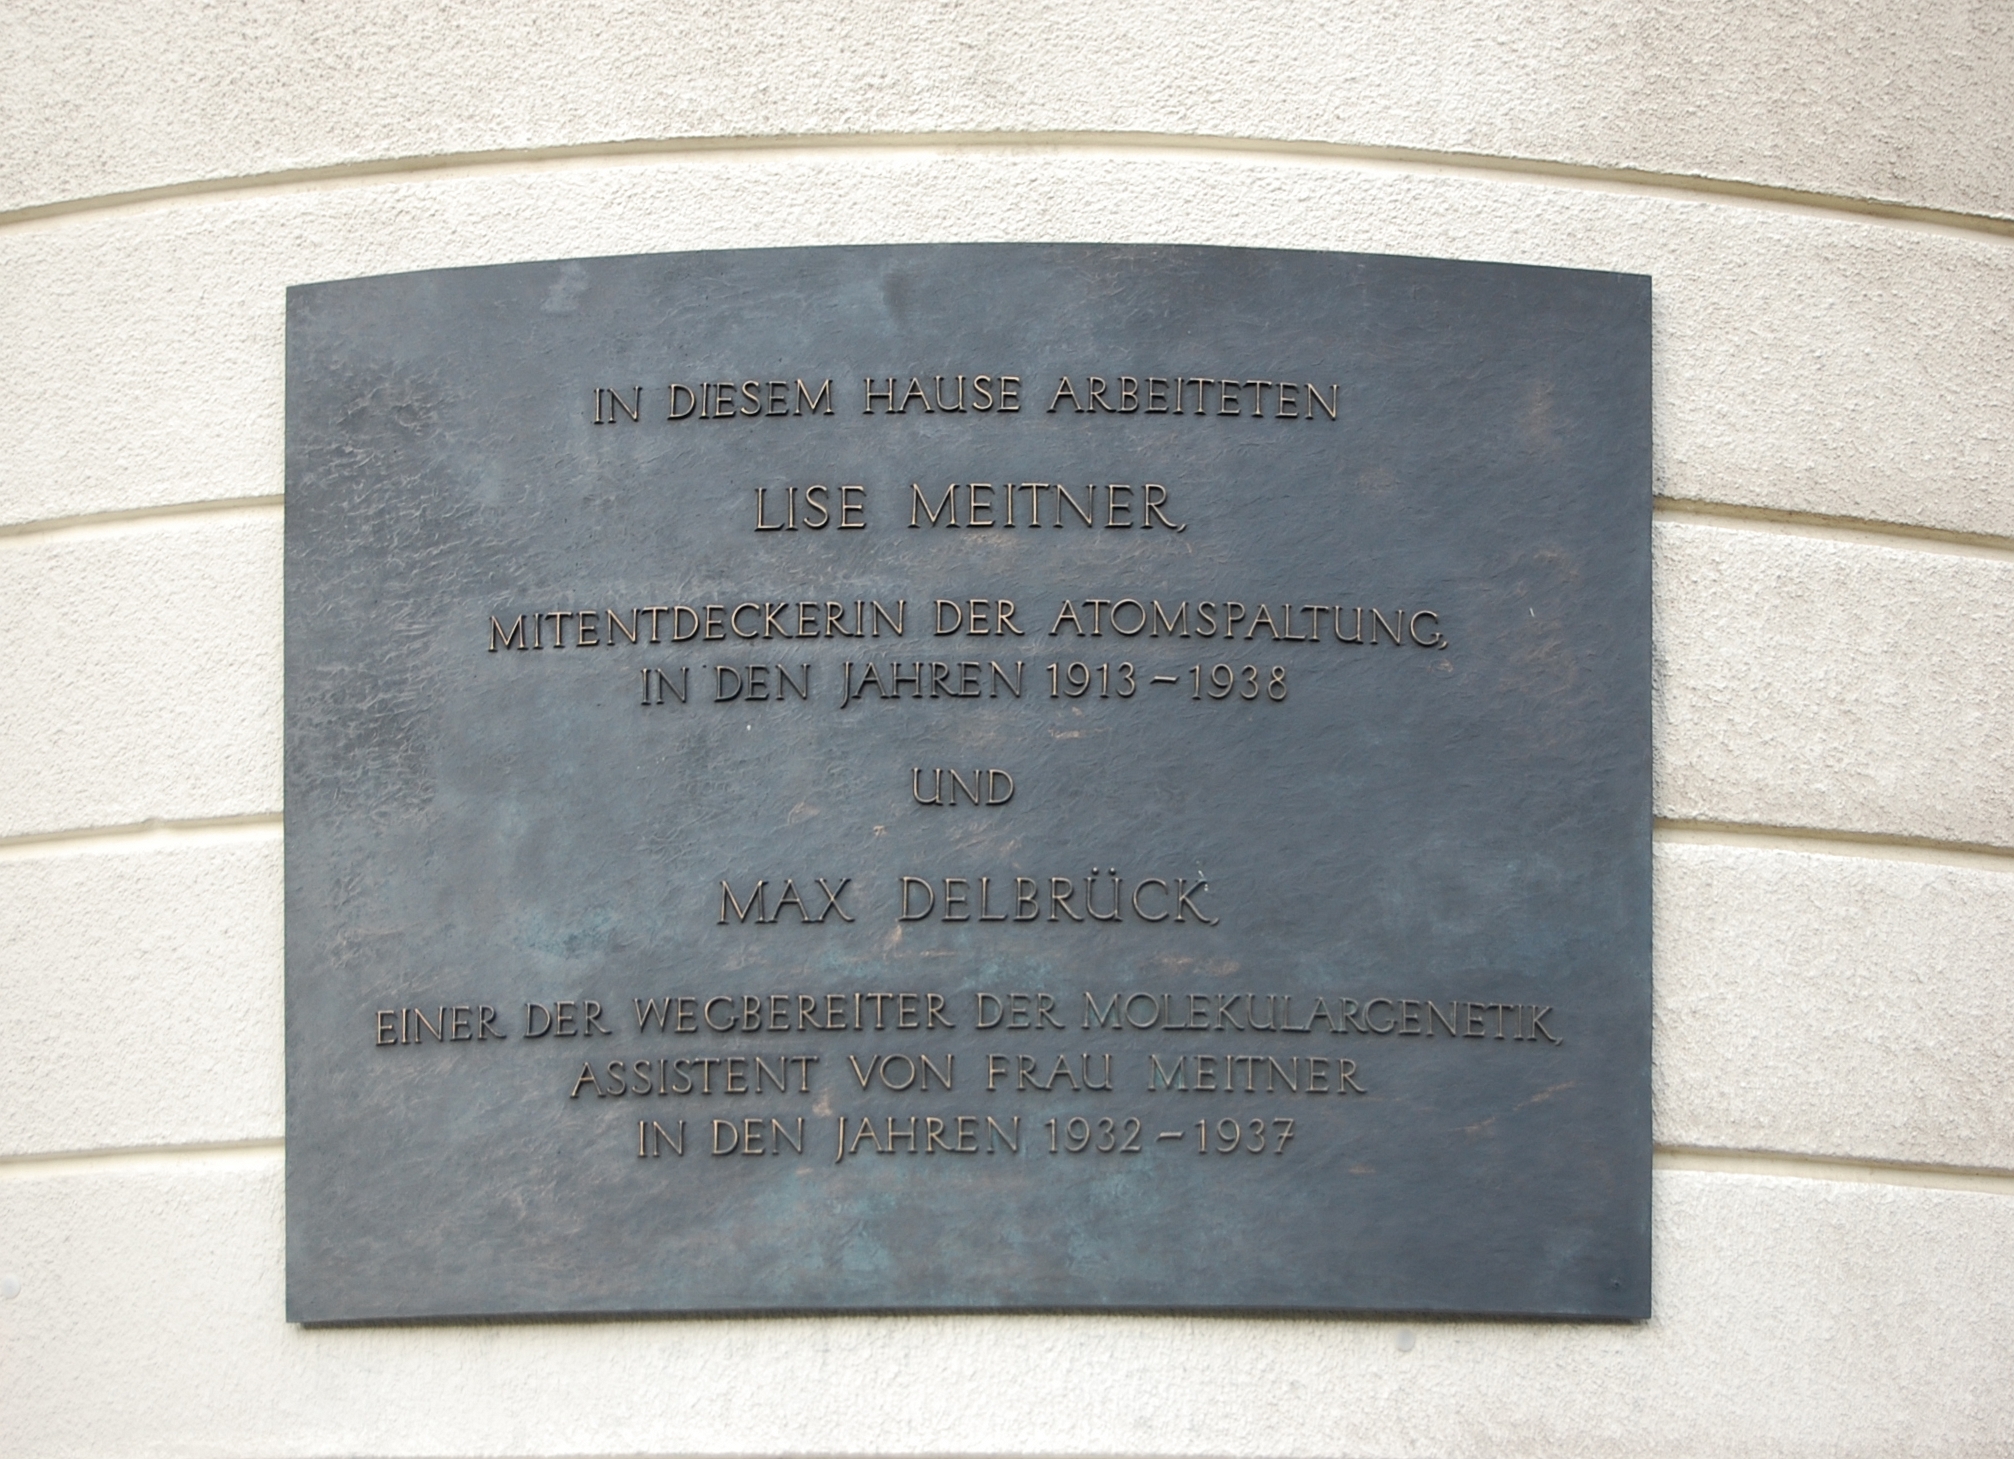 IN DIESEM HAUSE ARBEITETEN
LISE MEITNER,
MITENTDECKERIN DER ATOMSPALTUNG,
IN DEN JAHREN 1913–1938
UND
MAX DELBRÜCK,
EINER DER WEGBEREITER DER MOLEKULARGENETIK,
ASSISTENT VON FRAU MEITNER
IN DEN JAHREN 1932–1937